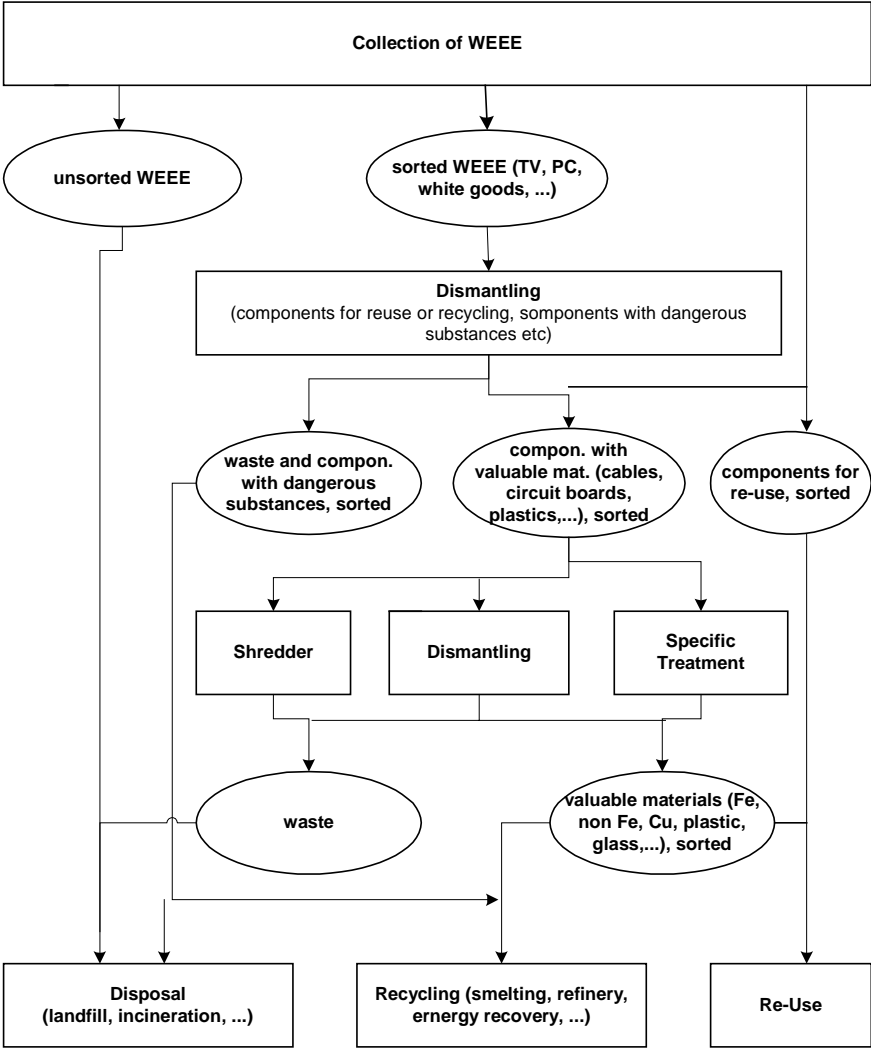 Collection of WEEE
unsorted WEEE
sorted WEEE (TV, PC,
white goods, ...)
Dismantling
(components for reuse or recycling, somponents with dangerous
substances etc)
waste and compon.
with dangerous
substances, sorted
compon. with
valuable mat. (cables,
circuit boards,
plastics,...), sorted
components for
re-use, sorted
Shredder
Dismantling
Specific
Treatment
waste
valuable materials (Fe,
non Fe, Cu, plastic,
glass,...), sorted
Disposal
(landfill, incineration, ...)
Recycling (smelting, refinery,
ernergy recovery, ...)
Re-Use